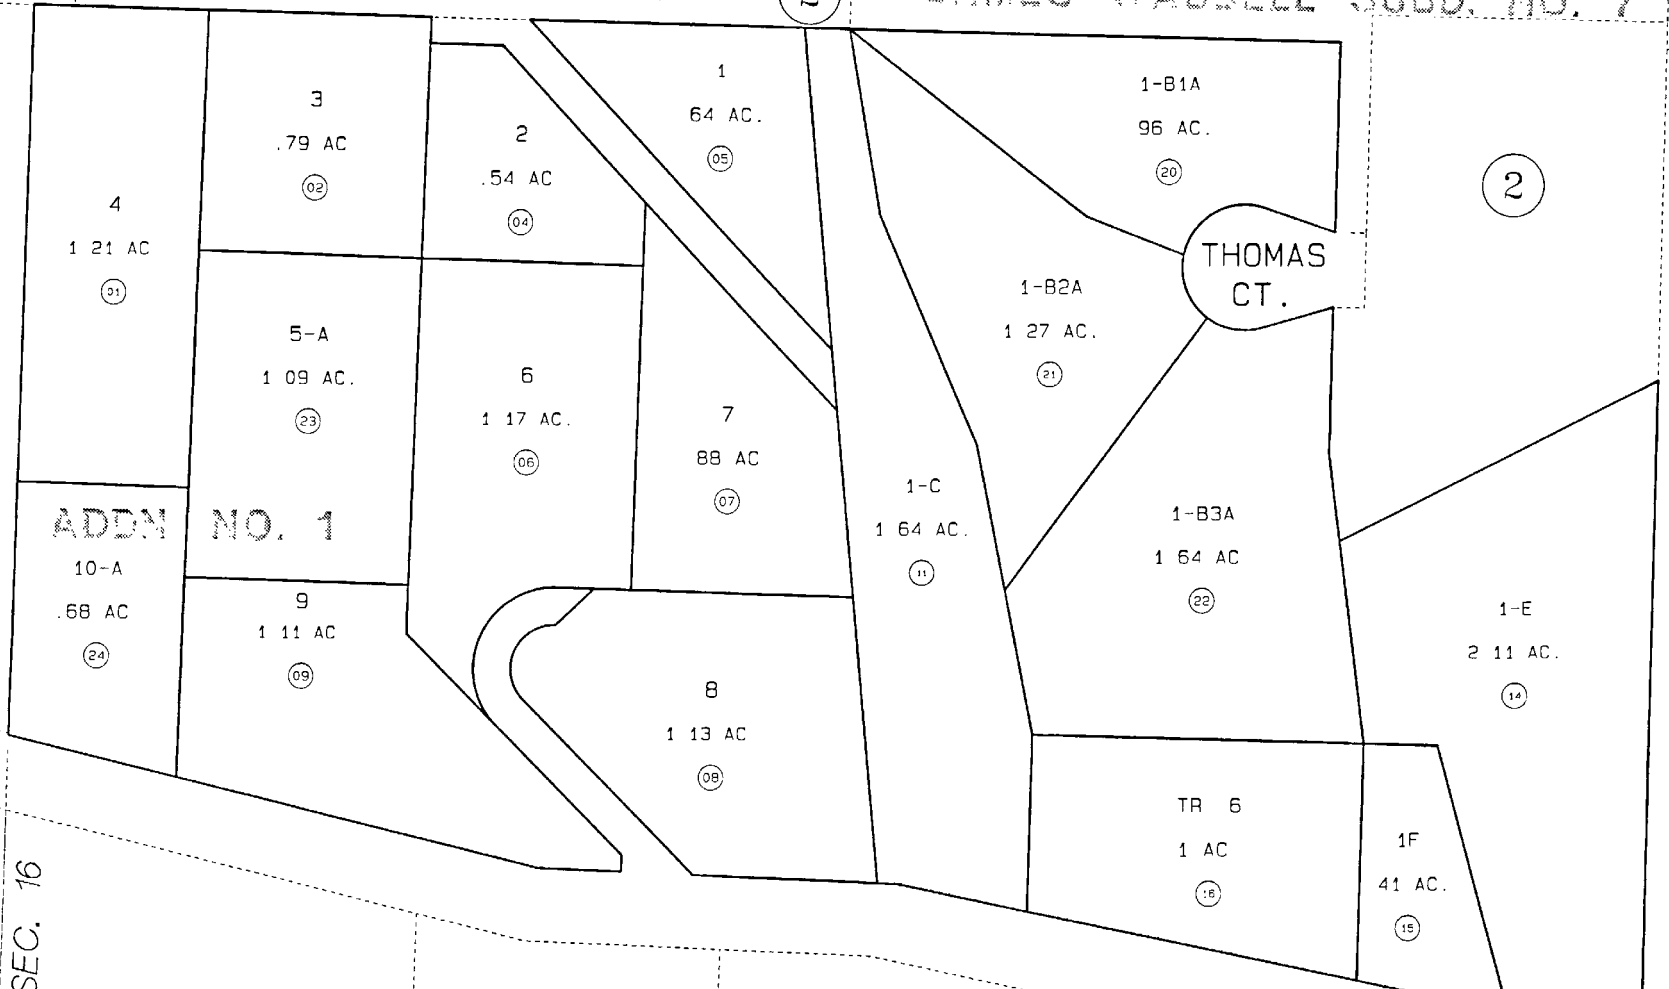 2
SUBD. NO. 7
4
1 21 AC
01
3
.79 AC
02
2
.54 AC
04
1
64 AC.
05
1-B1A
96 AC.
20
2
THOMAS
CT.
1-B2A
1 27 AC.
21
5-A
1 09 AC.
23
6
1 17 AC.
06
7
88 AC
07
1-C
1 64 AC.
11
1-B3A
1 64 AC
22
ADDN NO. 1
10-A
.68 AC
24
9
1 11 AC
09
8
1 13 AC
08
1-E
2 11 AC.
14
TR 6
1 AC
16
1F
41 AC.
15
SEC. 16